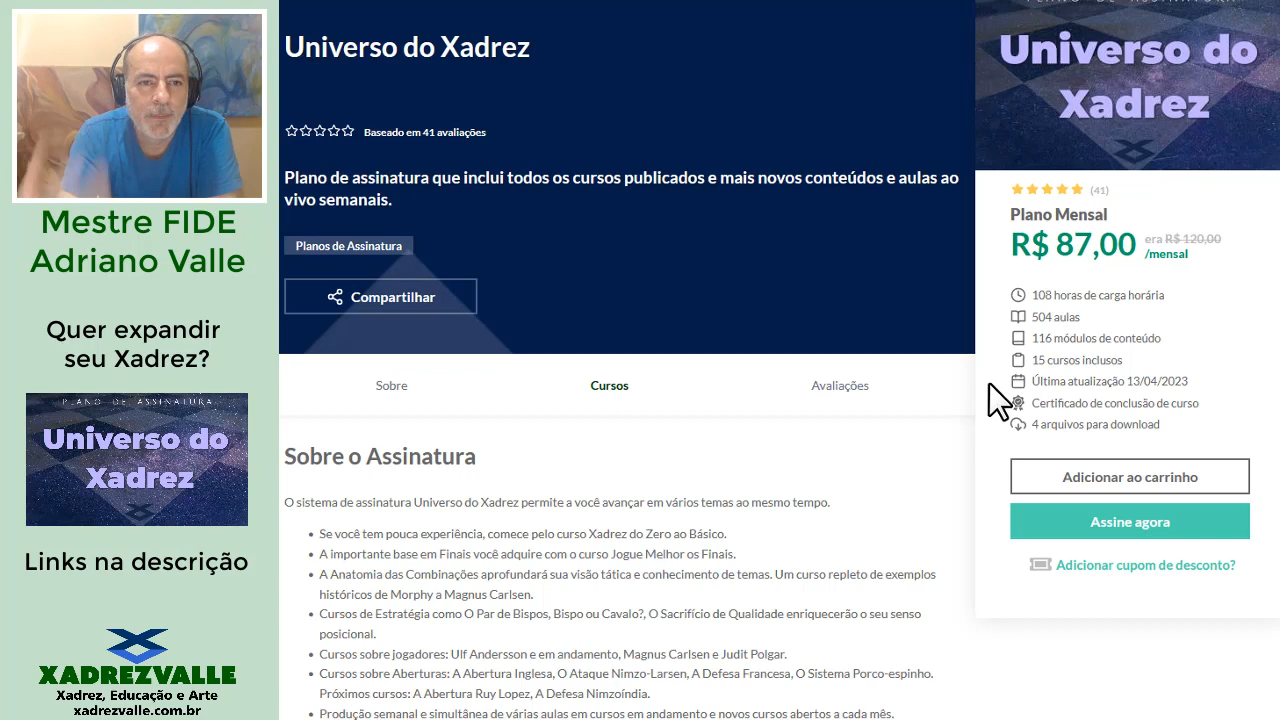 Mestre FIDE
Adriano Valle
Quer expandir
seu Xadrez?
PLANO DE ASSINATURA
Universo do
Xadrez
Links na descrição
XADREZVALLE
Xadrez, Educação e Arte
xadrezvalle.com.br
Universo do Xadrez
Baseado em 41 avaliações
Plano de assinatura que inclui todos os cursos publicados e mais novos conteúdos e aulas ao
vivo semanais.
Planos de Assinatura
Compartilhar
Sobre
Cursos
Avaliações
Sobre o Assinatura
O sistema de assinatura Universo do Xadrez permite a você avançar em vários temas ao mesmo tempo.
• Se você tem pouca experiência, comece pelo curso Xadrez do Zero ao Básico.
• A importante base em Finais você adquire com o curso Jogue Melhor os Finais.
• A Anatomia das Combinações aprofundará sua visão tática e conhecimento de temas. Um curso repleto de exemplos
históricos de Morphy a Magnus Carlsen.
• Cursos de Estratégia como O Par de Bispos, Bispo ou Cavalo?, O Sacrifício de Qualidade enriquecerão o seu senso
posicional.
• Cursos sobre jogadores: Ulf Andersson e em andamento, Magnus Carlsen e Judit Polgar.
• Cursos sobre Aberturas: A Abertura Inglesa, O Ataque Nimzo-Larsen, A Defesa Francesa, O Sistema Porco-espinho.
Próximos cursos: A Abertura Ruy Lopez, A Defesa Nimzoíndia.
• Produção semanal e simultânea de várias aulas em cursos em andamento e novos cursos abertos a cada mês.
PLANO DE ASSINATURA
Universo do
Xadrez
(41)
Plano Mensal
R$ 87,00 era R$ 120,00
/mensal
108 horas de carga horária
504 aulas
116 módulos de conteúdo
15 cursos inclusos
Última atualização 13/04/2023
Certificado de conclusão de curso
4 arquivos para download
Adicionar ao carrinho
Assine agora
Adicionar cupom de desconto?